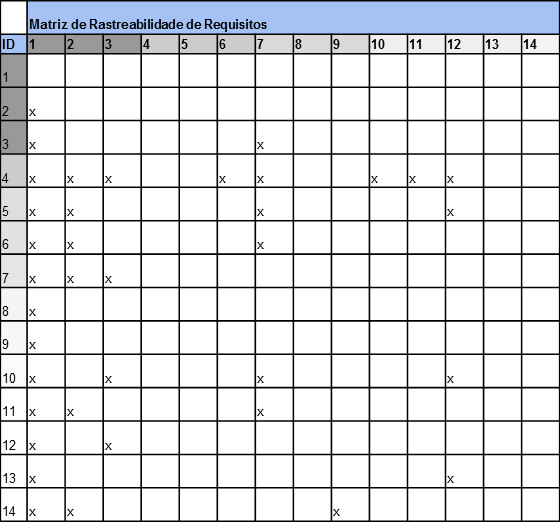 Matriz de Rastreabilidade de Requisitos
ID 1 2 3 4 5 6 7 8 9 10 11 12 13 14
1
2 x
3 x x
4 x x x x x x x x
5 x x x x
6 x x x
7 x x x
8 x
9 x
10 x x x x
11 x x x
12 x x
13 x x
14 x x x